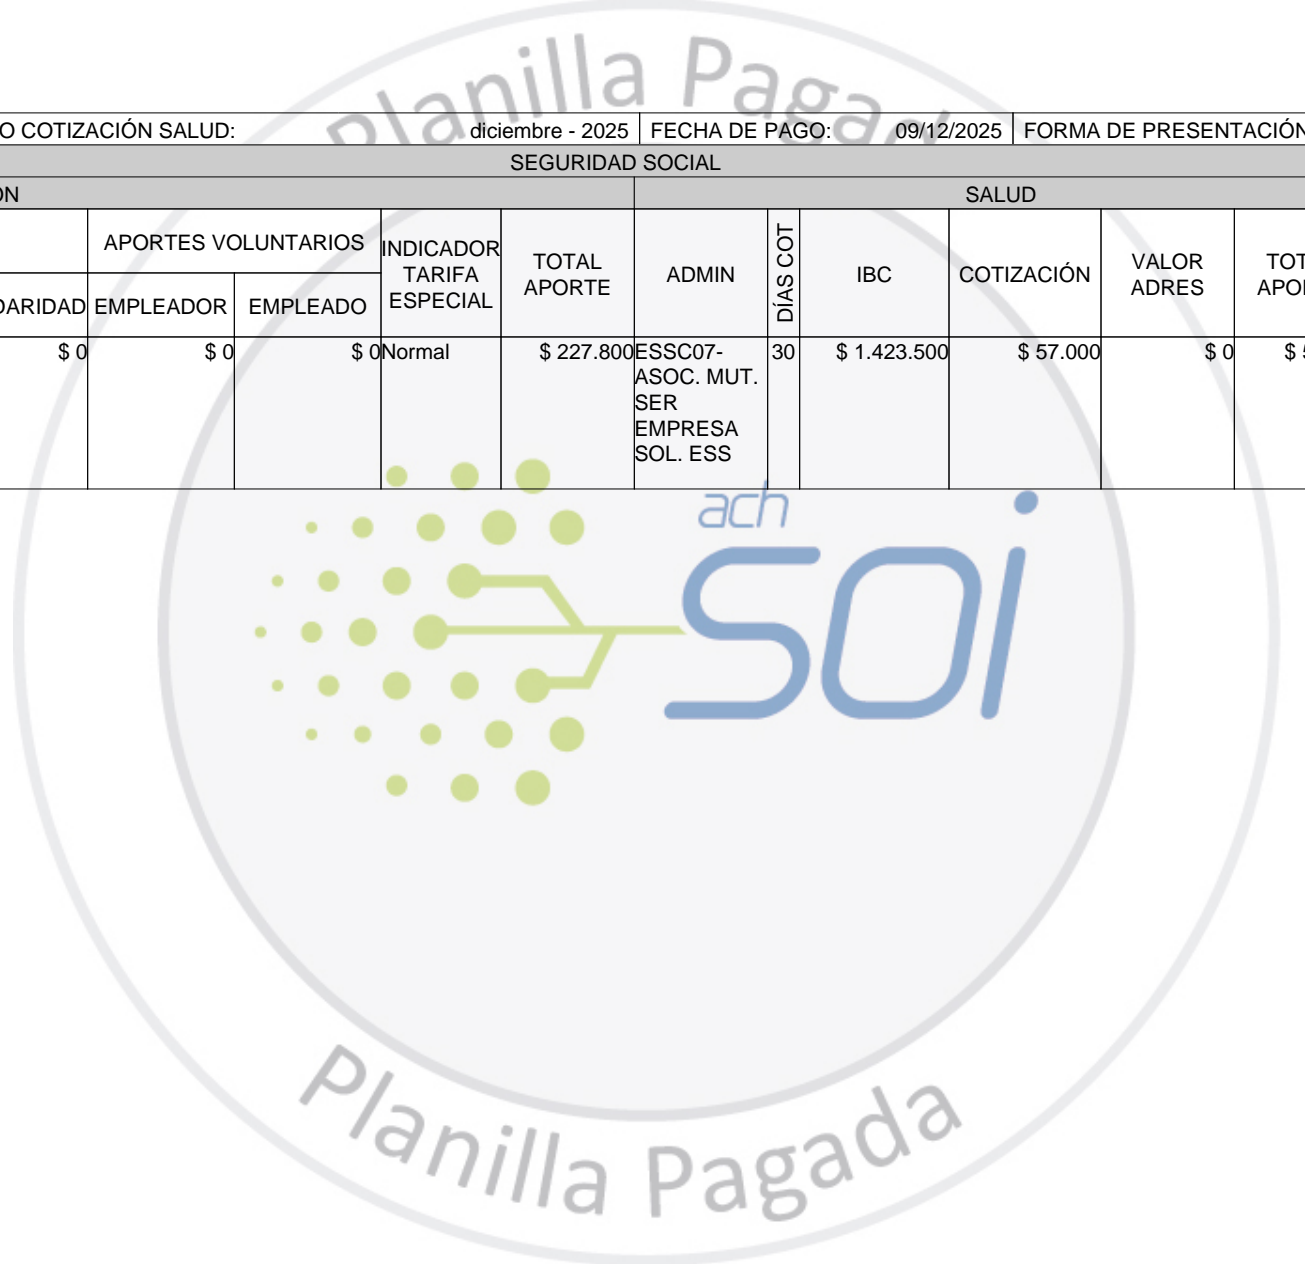 Planilla Pagada
O COTIZACIÓN SALUD: diciembre - 2025 FECHA DE PAGO: 09/12/2025 FORMA DE PRESENTACIÓN
SEGURIDAD SOCIAL
ÓN SALUD
APORTES VOLUNTARIOS INDICADOR TARIFA ESPECIAL TOTAL APORTE ADMIN DÍAS COT IBC COTIZACIÓN VALOR ADRES
DARIDAD EMPLEADOR EMPLEADO
$ 0 $ 0 $ 0 Normal $ 227.800 ESSC07- 30 $ 1.423.500 $ 57.000 $ 0 $
ASOC. MUT.
SER
EMPRESA
SOL. ESS
ach
soi
Planilla Pagada